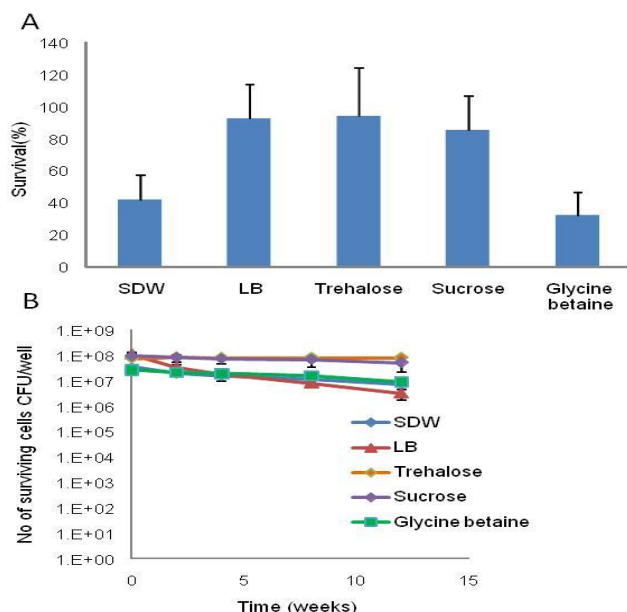 A
140
120
100
80
60
40
20
0
Survival(%)
SDW LB Trehalose Sucrose Glycine betaine
B
1.E+09
1.E+08
1.E+07
1.E+06
1.E+05
1.E+04
1.E+03
1.E+02
1.E+01
1.E+00
No of surviving cells CFU/well
SDW
LB
Trehalose
Sucrose
Glycine betaine
0 5 10 15
Time (weeks)